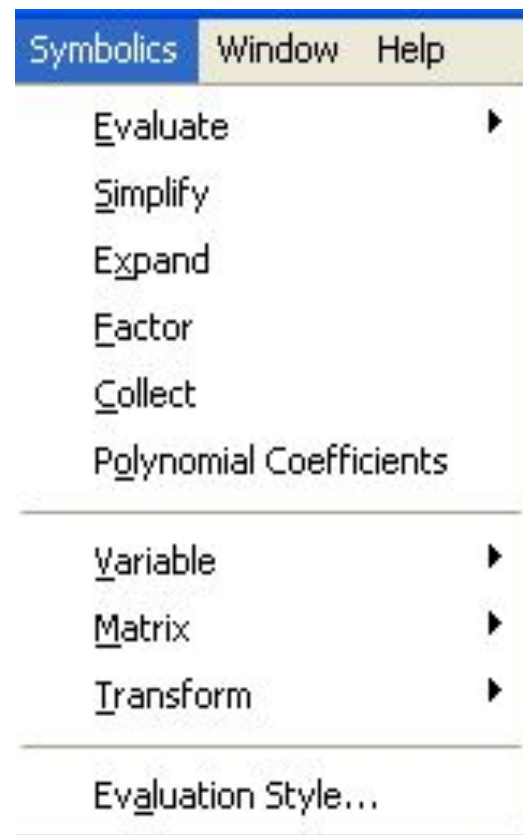 Symbolics Window Help
Evaluate
Simplify
Expand
Factor
Collect
Polynomial Coefficients
Variable
Matrix
Transform
Evaluation Style...